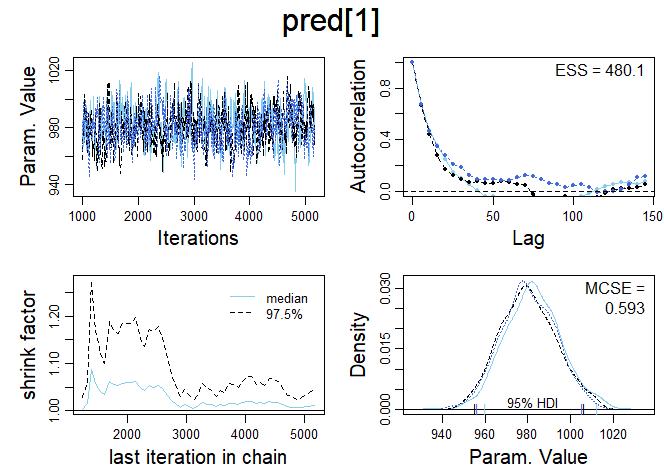 pred[1]
Param. Value
940 980 1020
1000 2000 3000 4000 5000
Iterations
Autocorrelation
0.0 0.4 0.8
ESS = 480.1
0 50 100 150
Lag
shrink factor
1.00 1.10 1.20
median
97.5%
2000 3000 4000 5000
last iteration in chain
Density
0.000 0.015 0.030
MCSE =
0.593
95% HDI
940 960 980 1000 1020
Param. Value